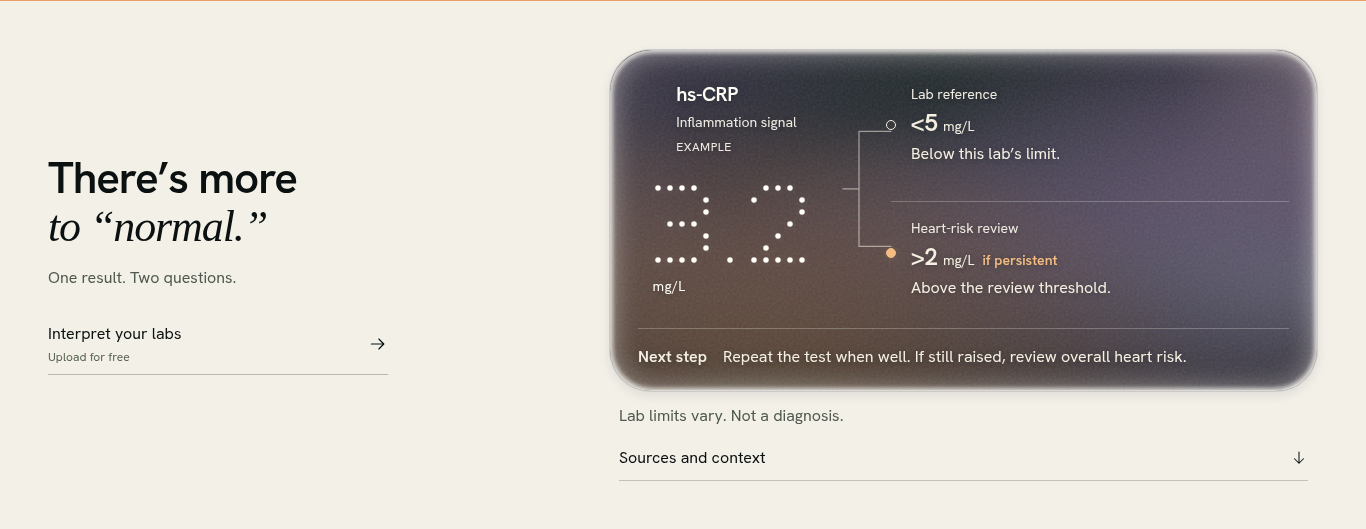 There’s more
to “normal.”
One result. Two questions.
Interpret your labs
Upload for free
hs-CRP
Inflammation signal
EXAMPLE
3.2
mg/L
Lab reference
<5 mg/L
Below this lab’s limit.
Heart-risk review
>2 mg/L if persistent
Above the review threshold.
Next step Repeat the test when well. If still raised, review overall heart risk.
Lab limits vary. Not a diagnosis.
Sources and context